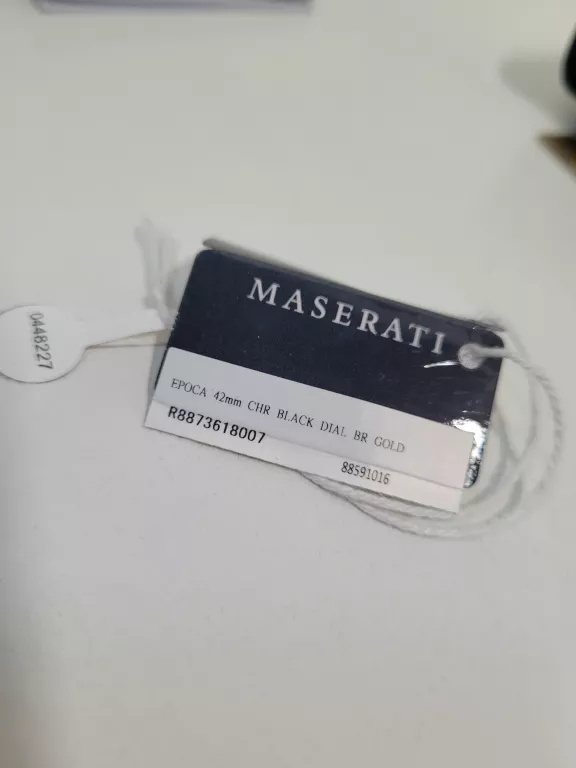 MASERATI
EPOCA 42mm CHR BLACK DIAL BR GOLD
R8873618007
88591016
0448227